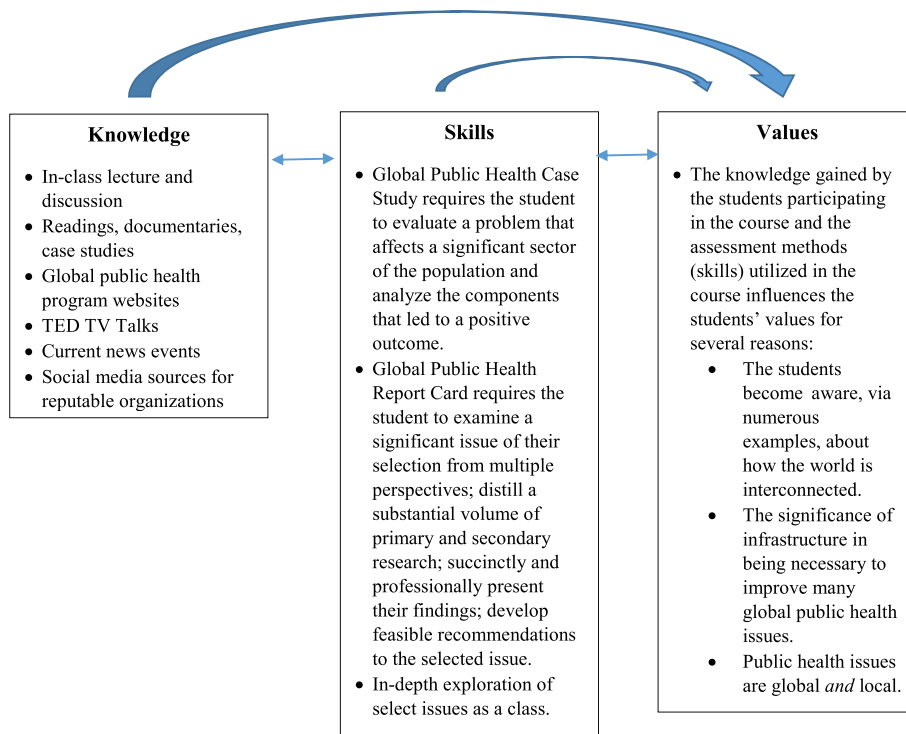 Knowledge
• In-class lecture and
discussion
• Readings, documentaries,
case studies
• Global public health
program websites
• TED TV Talks
• Current news events
• Social media sources for
reputable organizations
Skills
• Global Public Health Case
Study requires the student
to evaluate a problem that
affects a significant sector
of the population and
analyze the components
that led to a positive
outcome.
• Global Public Health
Report Card requires the
student to examine a
significant issue of their
selection from multiple
perspectives; distill a
substantial volume of
primary and secondary
research; succinctly and
professionally present
their findings; develop
feasible recommendations
to the selected issue.
• In-depth exploration of
select issues as a class.
Values
• The knowledge gained by
the students participating
in the course and the
assessment methods
(skills) utilized in the
course influences the
students’ values for
several reasons:
• The students
become aware, via
numerous
examples, about
how the world is
interconnected.
• The significance of
infrastructure in
being necessary to
improve many
global public health
issues.
• Public health issues
are global and local.